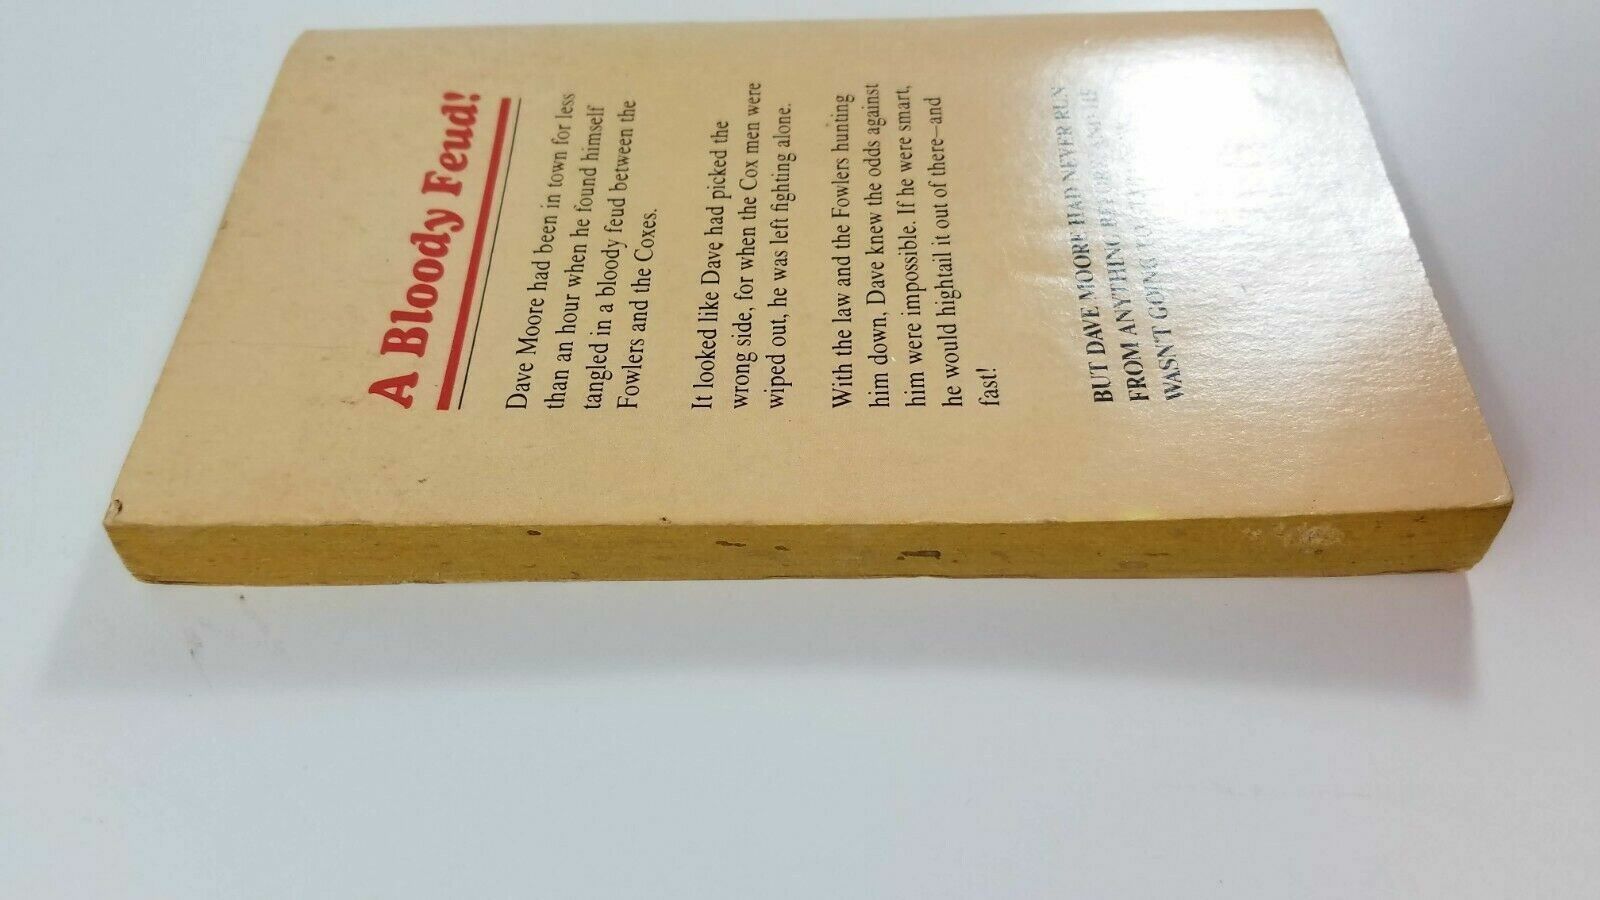 A Bloody Feud!
Dave Moore had been in town for less
than an hour when he found himself
tangled in a bloody feud between the
Fowlers and the Coxes.
It looked like Dave had picked the
wrong side, for when the Cox men were
wiped out, he was left fighting alone.
With the law and the Fowlers hunting
him down, Dave knew the odds against
him were impossible. If he were smart,
he would hightail it out of there—and
fast!
BUT DAVE MOORE HAD NEVER RUN
FROM ANYTHING BEFORE AND HE
WASN'T GOING TO